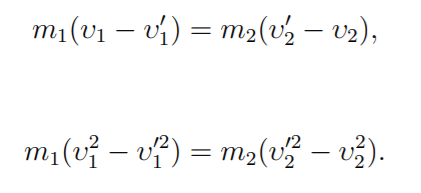 m₁(v₁ − v′₁) = m₂(v′₂ − v₂),
m₁(v₁² − v′₁²) = m₂(v′₂² − v₂²).